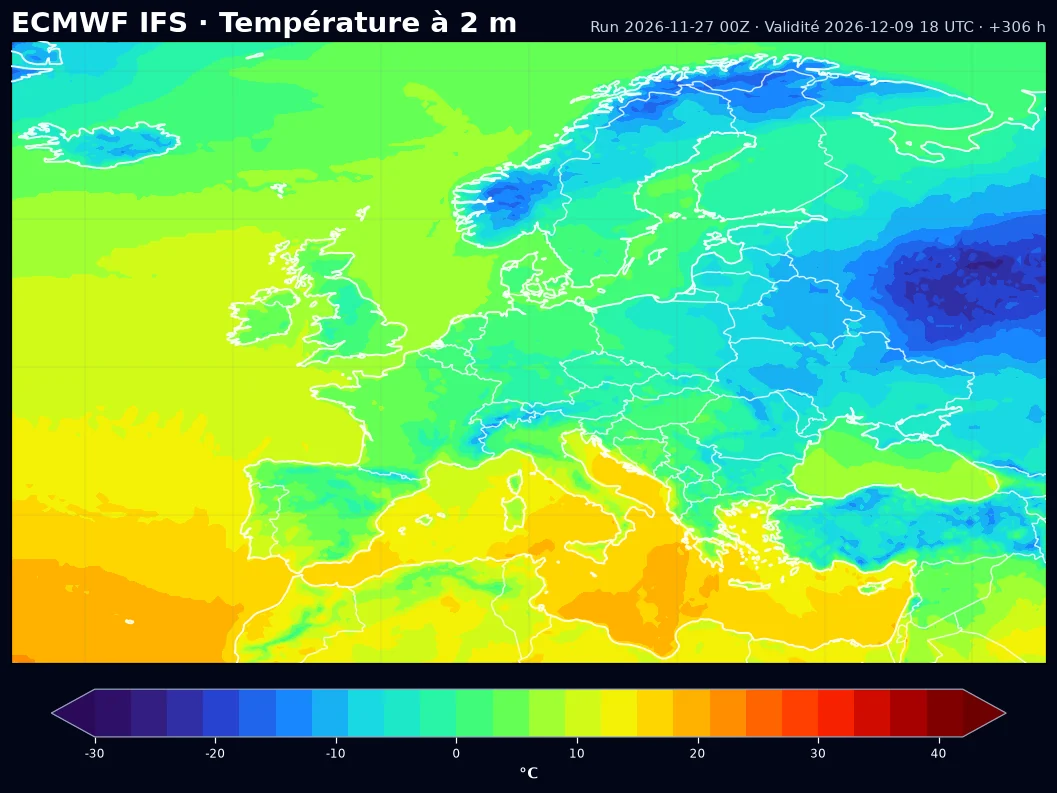 ECMWF IFS · Température à 2 m
Run 2026-11-27 00Z · Validité 2026-12-09 18 UTC · +306 h
-30 -20 -10 0 10 20 30 40
°C